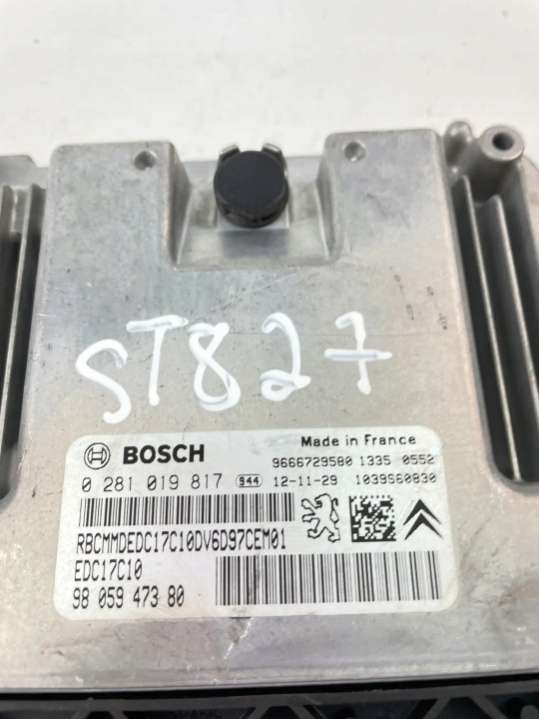 ST827
BOSCH
Made in France
9666729580 1335 0552
0 281 019 817 944 12-11-29 1039S60830
RBCMMDEDC17C10DV6D97CEM01
EDC17C10
98 059 473 80